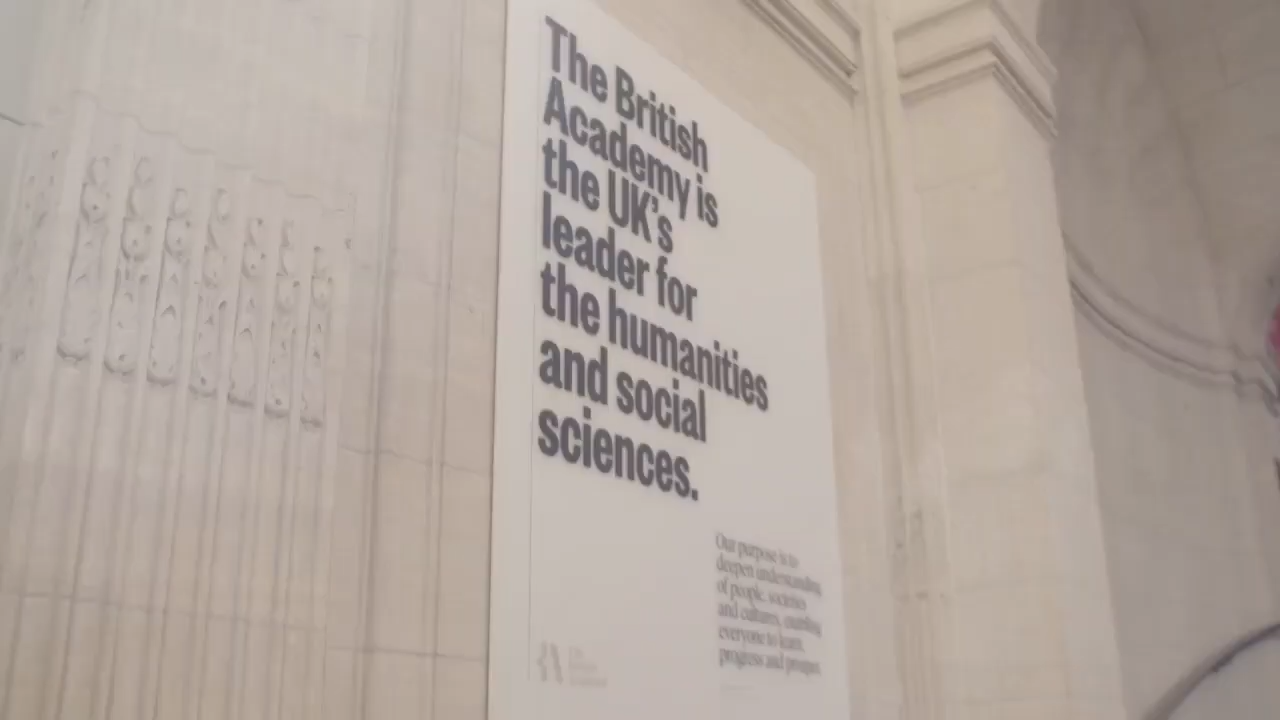 The British
Academy is
the UK's
leader for
the humanities
and social
sciences.
Our purpose is to
deepen understanding
of people, societies
and cultures, enabling
everyone to learn,
progress and prosper.